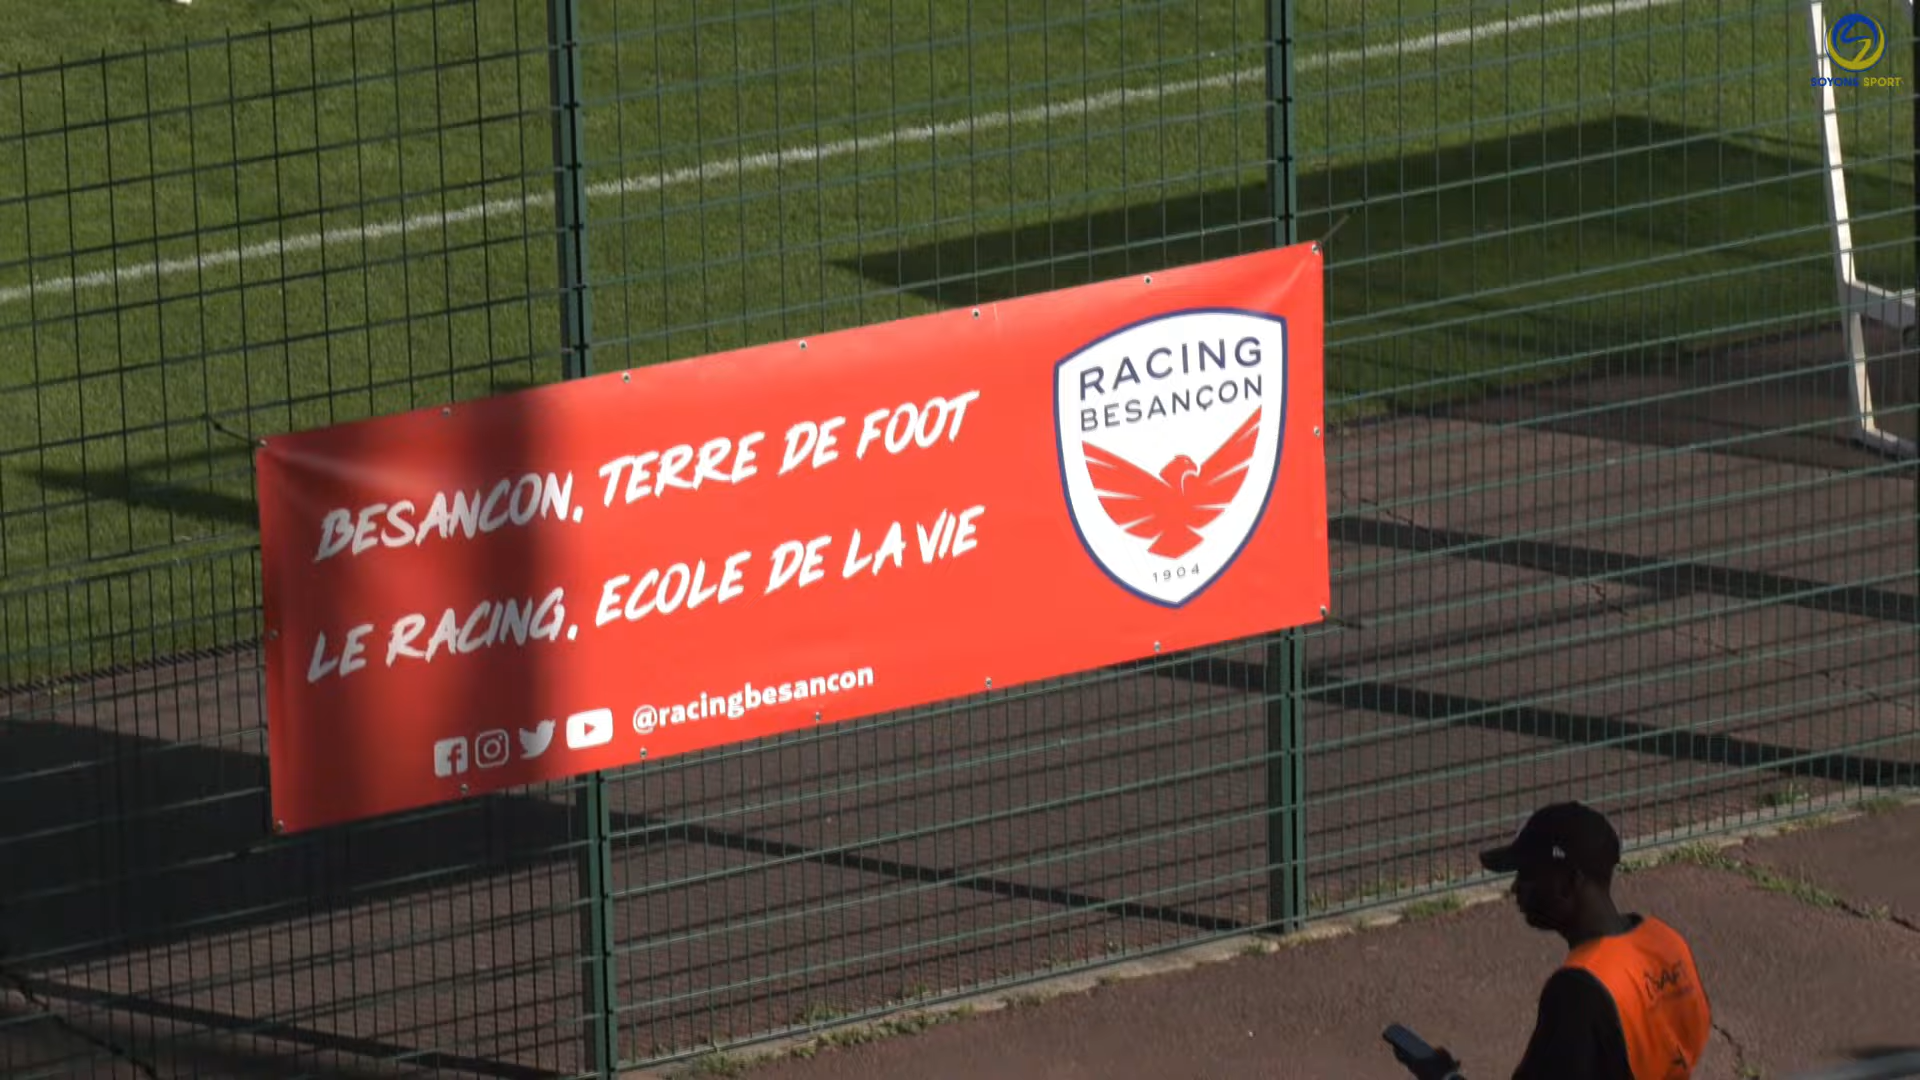 SOYONS SPORT
RACING
BESANÇON
1904
BESANCON, TERRE DE FOOT
LE RACING, ECOLE DE LA VIE
@racingbesancon